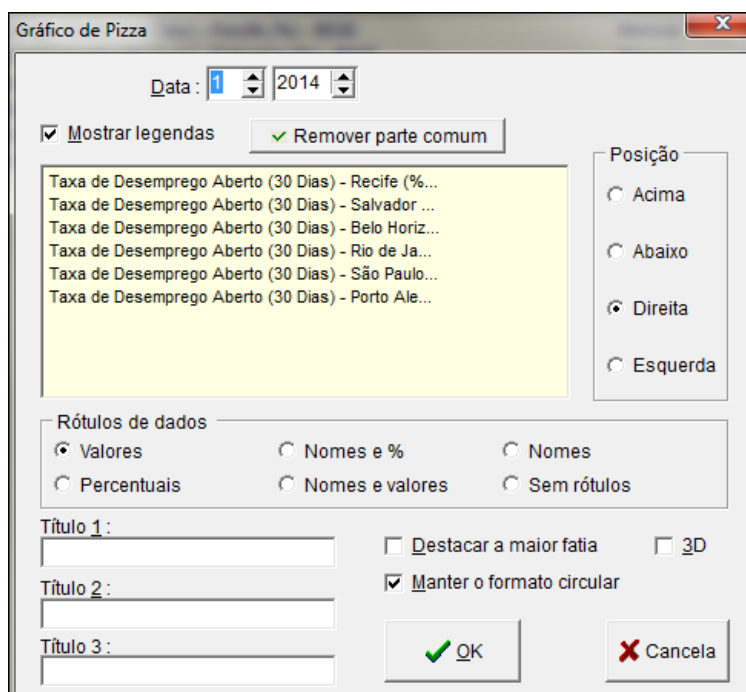 Gráfico de Pizza
Data : 1 2014
Mostrar legendas
Remover parte comum
Taxa de Desemprego Aberto (30 Dias) - Recife (%...
Taxa de Desemprego Aberto (30 Dias) - Salvador ...
Taxa de Desemprego Aberto (30 Dias) - Belo Horiz...
Taxa de Desemprego Aberto (30 Dias) - Rio de Ja...
Taxa de Desemprego Aberto (30 Dias) - São Paulo...
Taxa de Desemprego Aberto (30 Dias) - Porto Ale...
Posição
Acima
Abaixo
Direita
Esquerda
Rótulos de dados
Valores
Nomes e %
Nomes
Percentuais
Nomes e valores
Sem rótulos
Título 1 :
Título 2 :
Título 3 :
Destacar a maior fatia
3D
Manter o formato circular
OK
Cancela